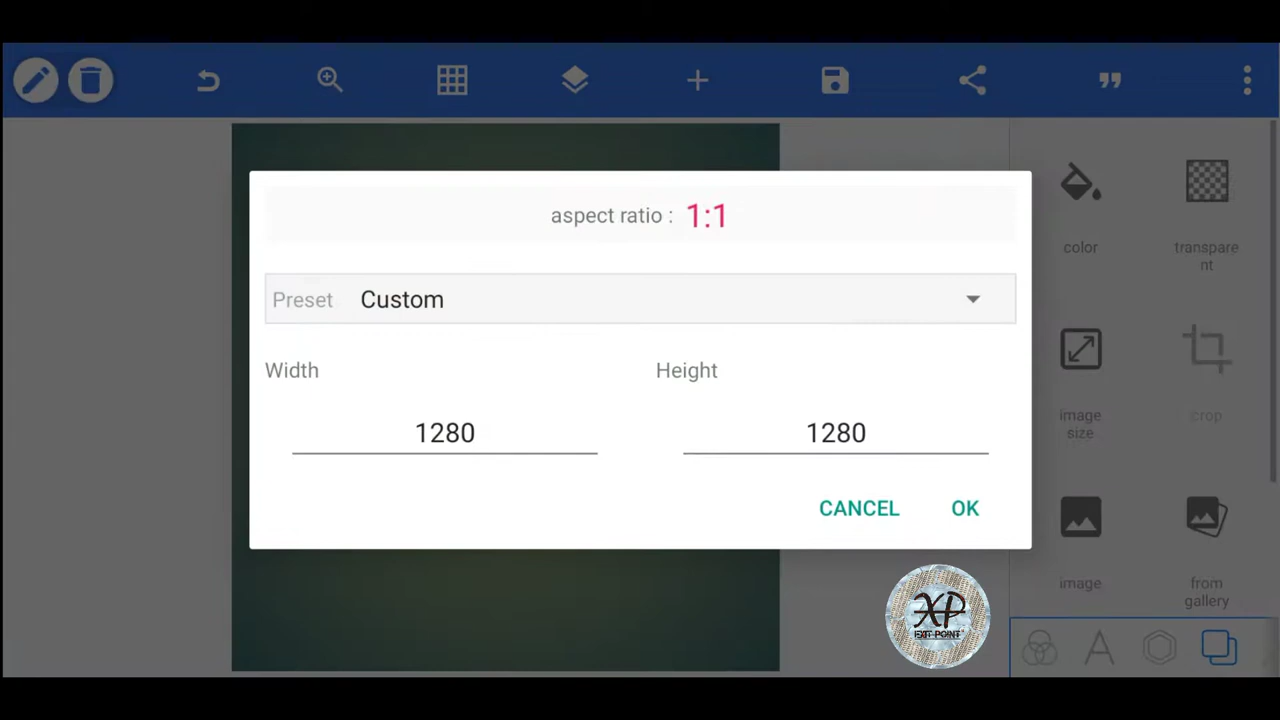 aspect ratio : 1:1
Preset Custom
Width Height
1280 1280
CANCEL OK
color
transpare
nt
image
size
crop
image
from
gallery
XP
EXIT POINT